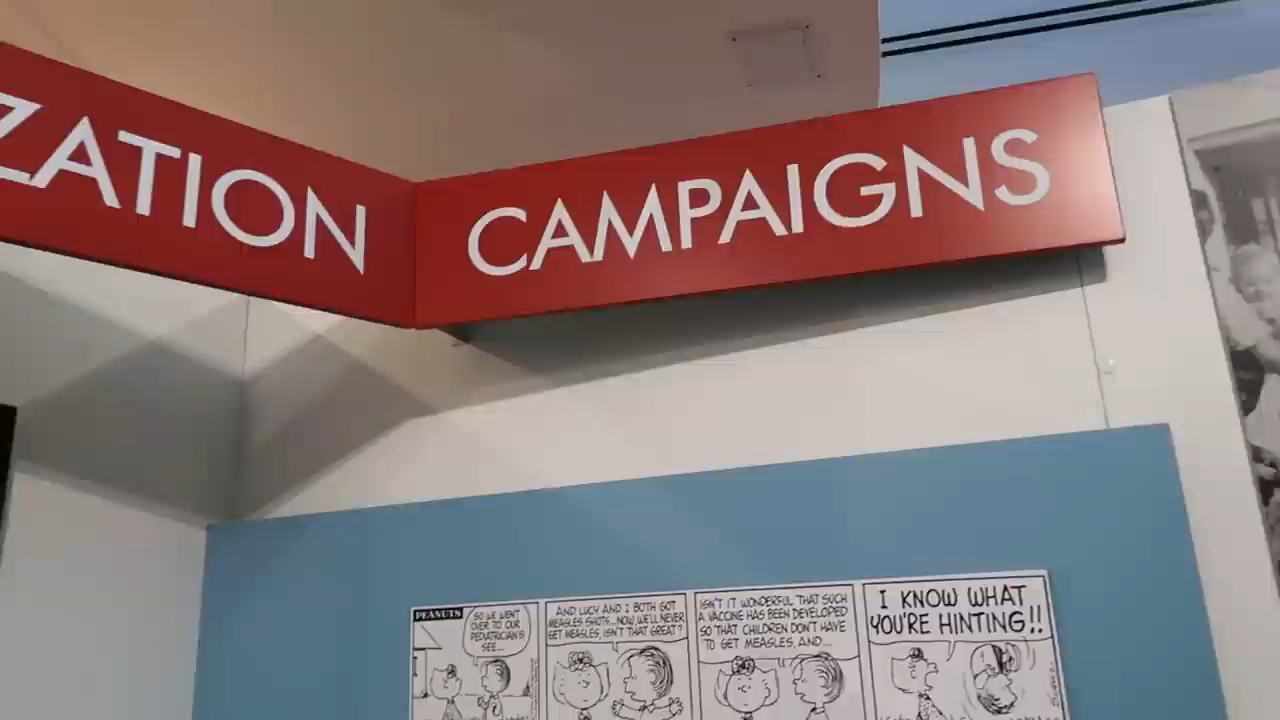 ZATION CAMPAIGNS
PEANUTS
SO WE WENT
OVER TO OUR
PEDIATRICIAN'S
SEE...
AND LUCY AND I BOTH GOT
MEASLES SHOTS...NOW WE'LL NEVER
GET MEASLES, ISN'T THAT GREAT?
ISN'T IT WONDERFUL THAT SUCH
A VACCINE HAS BEEN DEVELOPED
SO THAT CHILDREN DON'T HAVE
TO GET MEASLES, AND...
I KNOW WHAT
YOU'RE HINTING!!